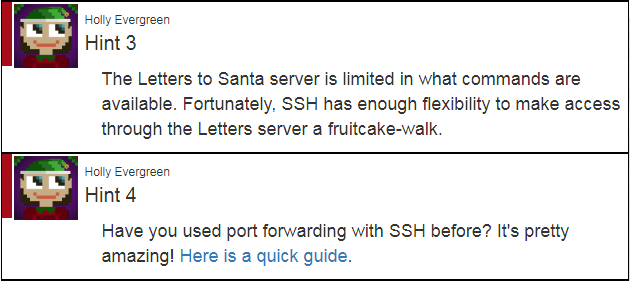 Holly Evergreen
Hint 3
The Letters to Santa server is limited in what commands are
available. Fortunately, SSH has enough flexibility to make access
through the Letters server a fruitcake-walk.
Holly Evergreen
Hint 4
Have you used port forwarding with SSH before? It's pretty
amazing! Here is a quick guide.